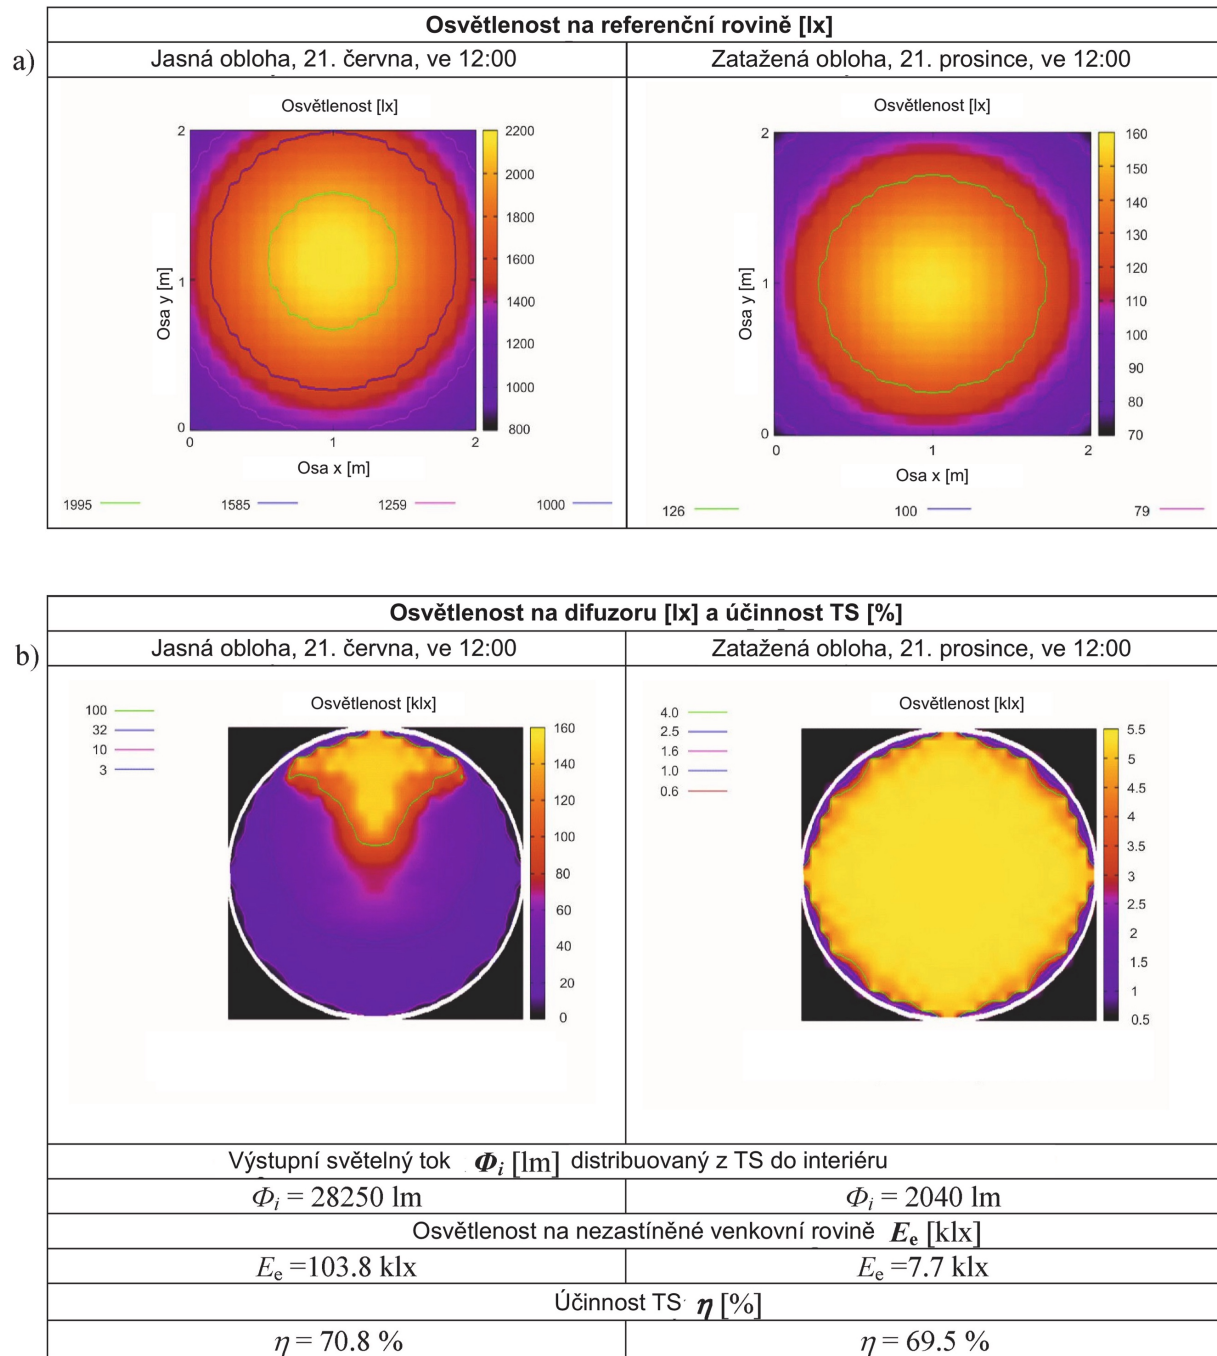 Osvětlenost na referenční rovině [lx]
a)
Jasná obloha, 21. června, ve 12:00
Zatažená obloha, 21. prosince, ve 12:00
Osvětlenost [lx]
2
1
0
0
1
2
Osa y [m]
Osa x [m]
2200
2000
1800
1600
1400
1200
1000
800
1995
1585
1259
1000
Osvětlenost [lx]
2
1
0
0
1
2
Osa y [m]
Osa x [m]
160
150
140
130
120
110
100
90
80
70
126
100
79
Osvětlenost na difuzoru [lx] a účinnost TS [%]
b)
Jasná obloha, 21. června, ve 12:00
Zatažená obloha, 21. prosince, ve 12:00
Osvětlenost [klx]
100
32
10
3
160
140
120
100
80
60
40
20
0
Osvětlenost [klx]
4.0
2.5
1.6
1.0
0.6
5.5
5
4.5
4
3.5
3
2.5
2
1.5
1
0.5
Výstupní světelný tok Φi [lm] distribuovaný z TS do interiéru
Φi = 28250 lm
Φi = 2040 lm
Osvětlenost na nezastíněné venkovní rovině Ee [klx]
Ee =103.8 klx
Ee =7.7 klx
Účinnost TS η [%]
η = 70.8 %
η = 69.5 %